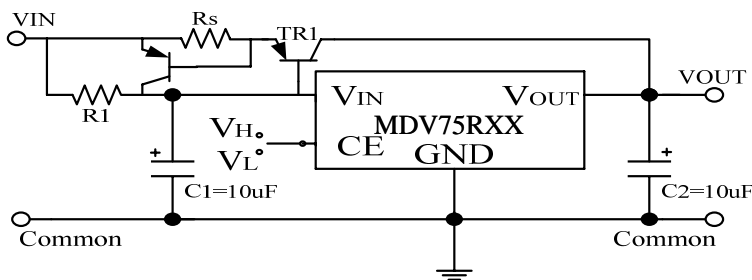 VIN
Rs
TR1
R1
VIN
VOUT
VOUT
MDV75RXX
VH
VL
CE
GND
C1=10uF
C2=10uF
Common
Common